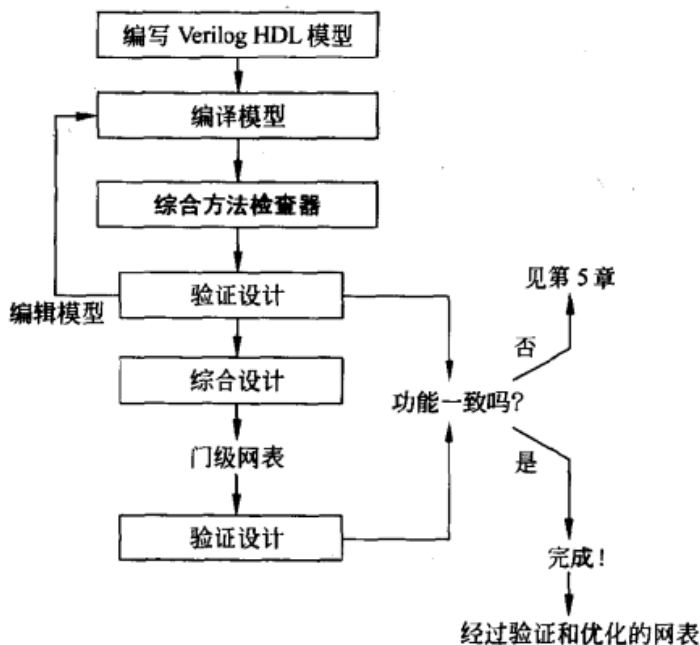 编写 Verilog HDL 模型
编译模型
综合方法检查器
验证设计
编辑模型
综合设计
门级网表
验证设计
功能一致吗?
否
见第 5 章
是
完成!
经过验证和优化的网表